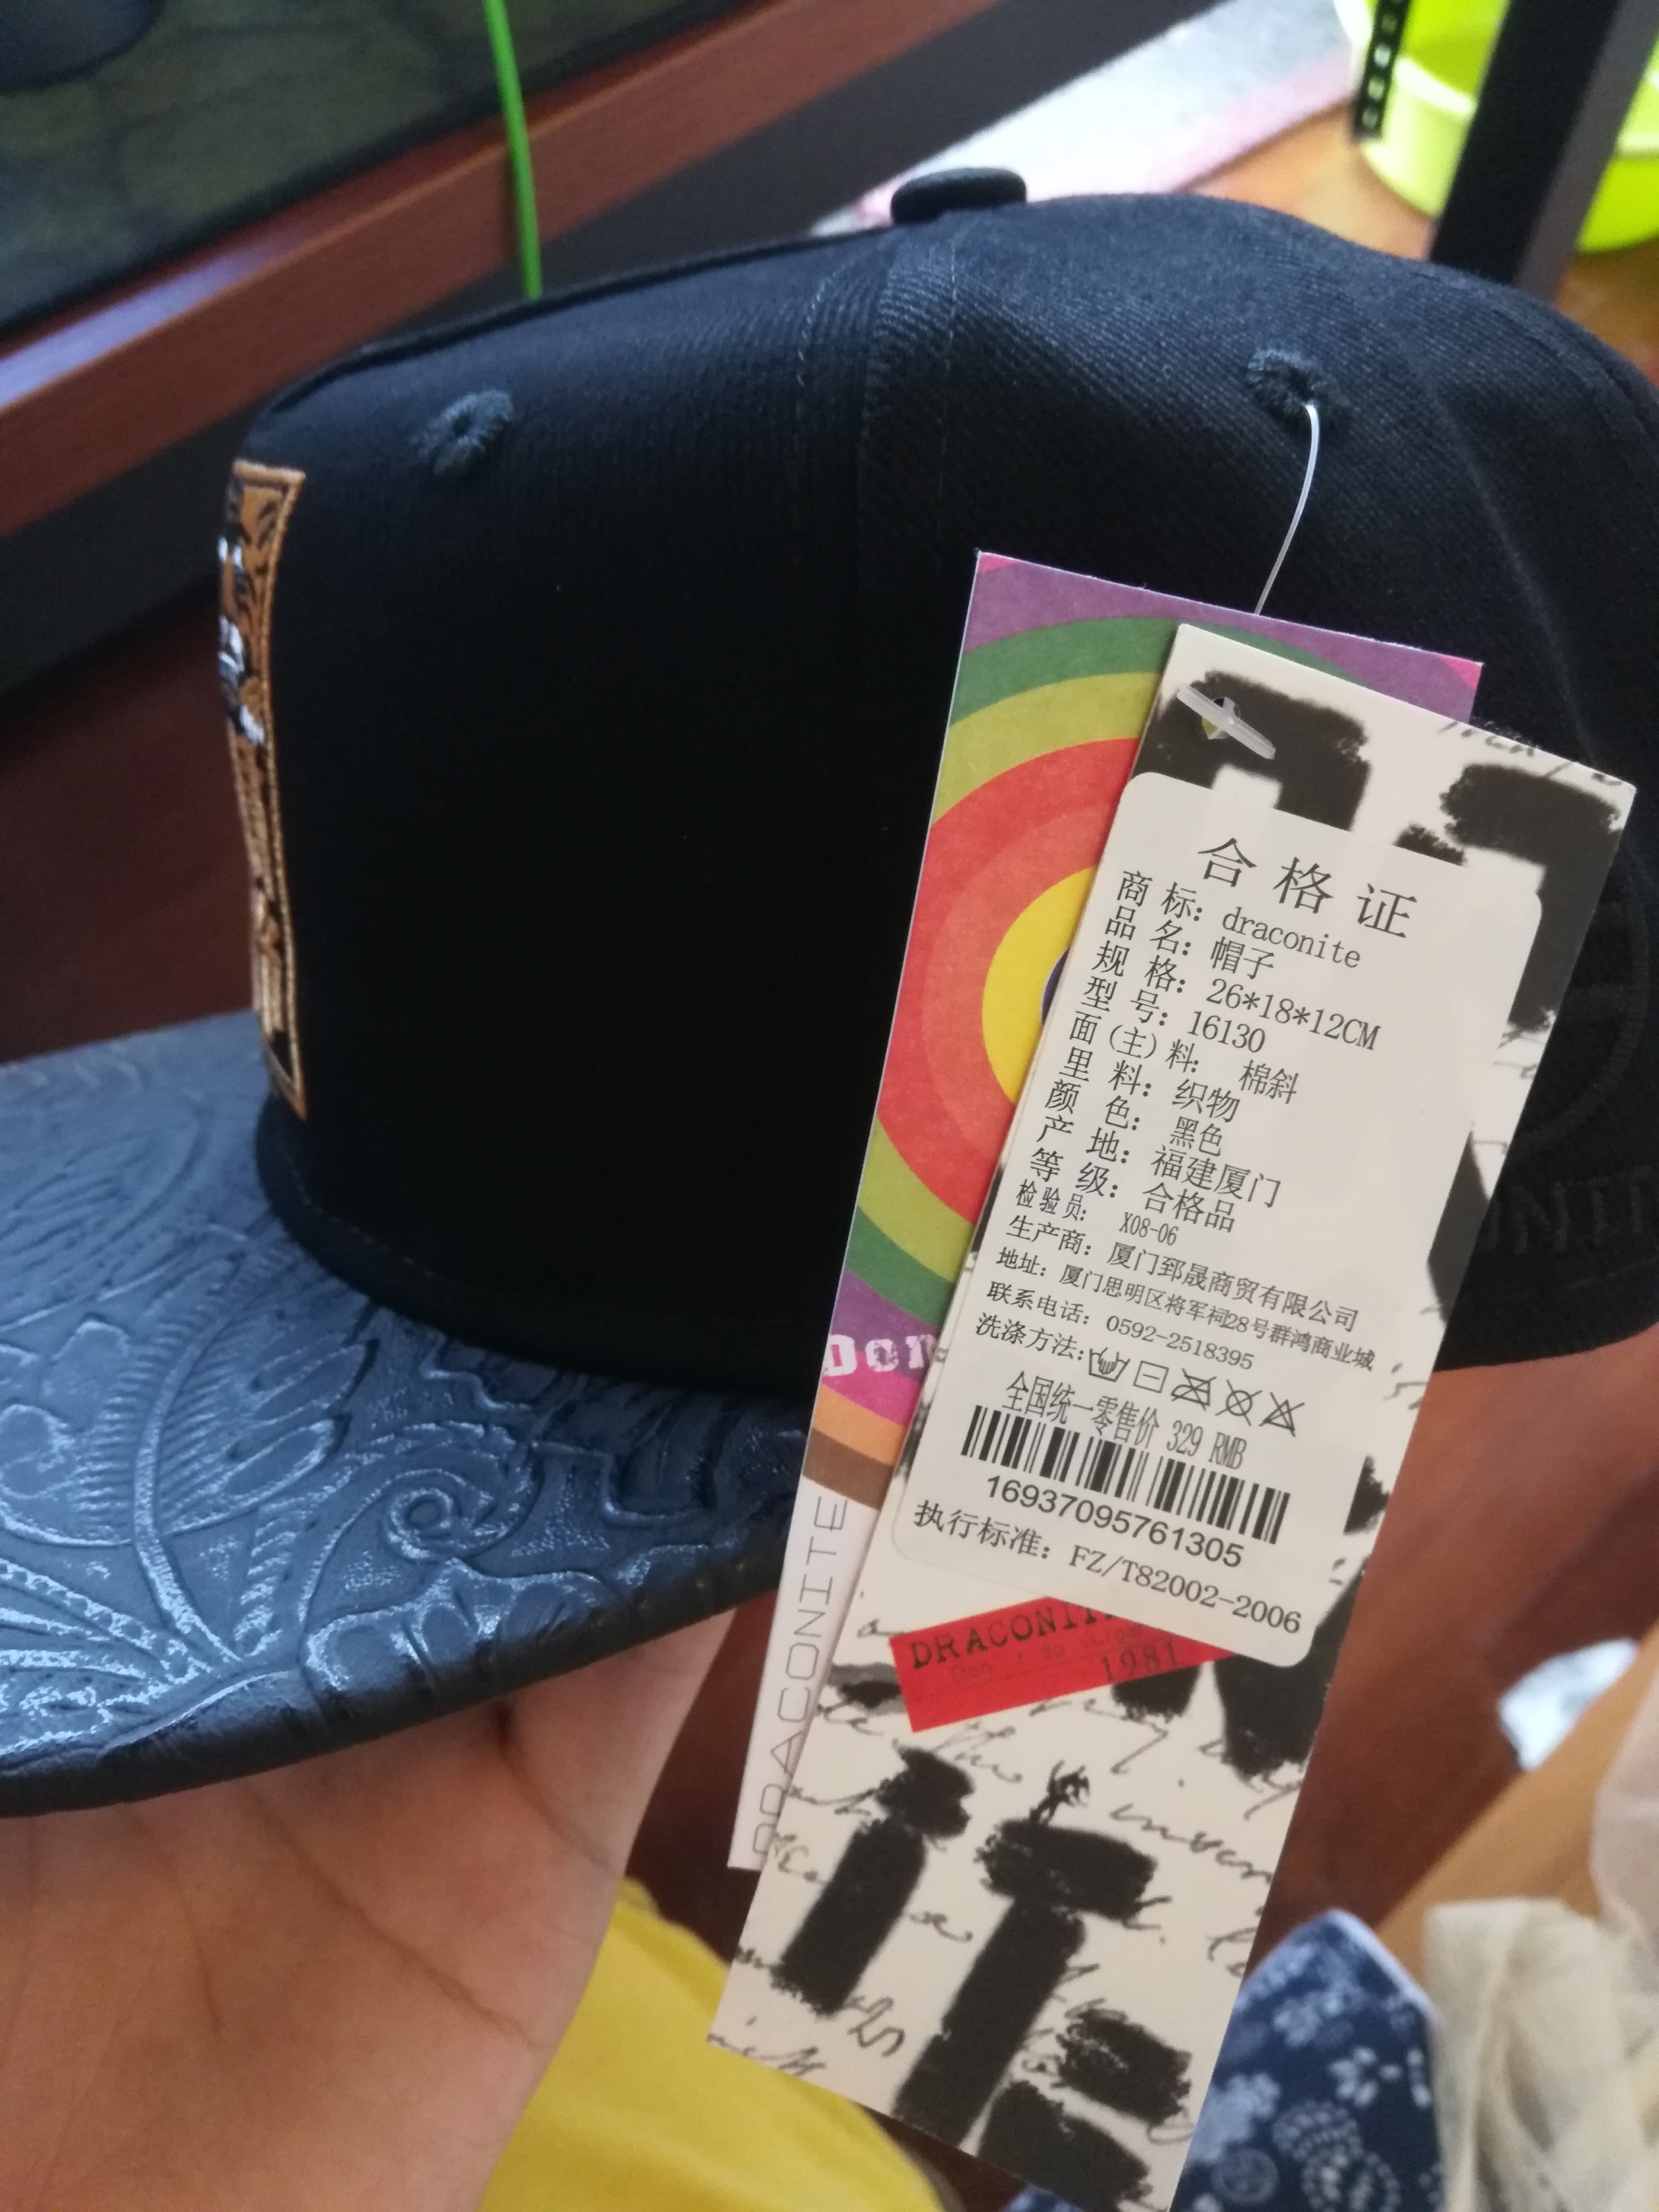 合格证
商 标: draconite
品 名: 帽子
规 格: 26*18*12CM
型 号: 16130
面(主)料: 棉斜
里 料: 织物
颜 色: 黑色
产 地: 福建厦门
等 级: 合格品
检验员: X08-06
生产商: 厦门郅晟商贸有限公司
地址: 厦门思明区将军祠28号群鸿商业城
联系电话: 0592-2518395
洗涤方法:
全国统一零售价 329 RMB
16937095761305
执行标准: FZ/T82002-2006
DRACONIT
1981
Don
DRACONITE